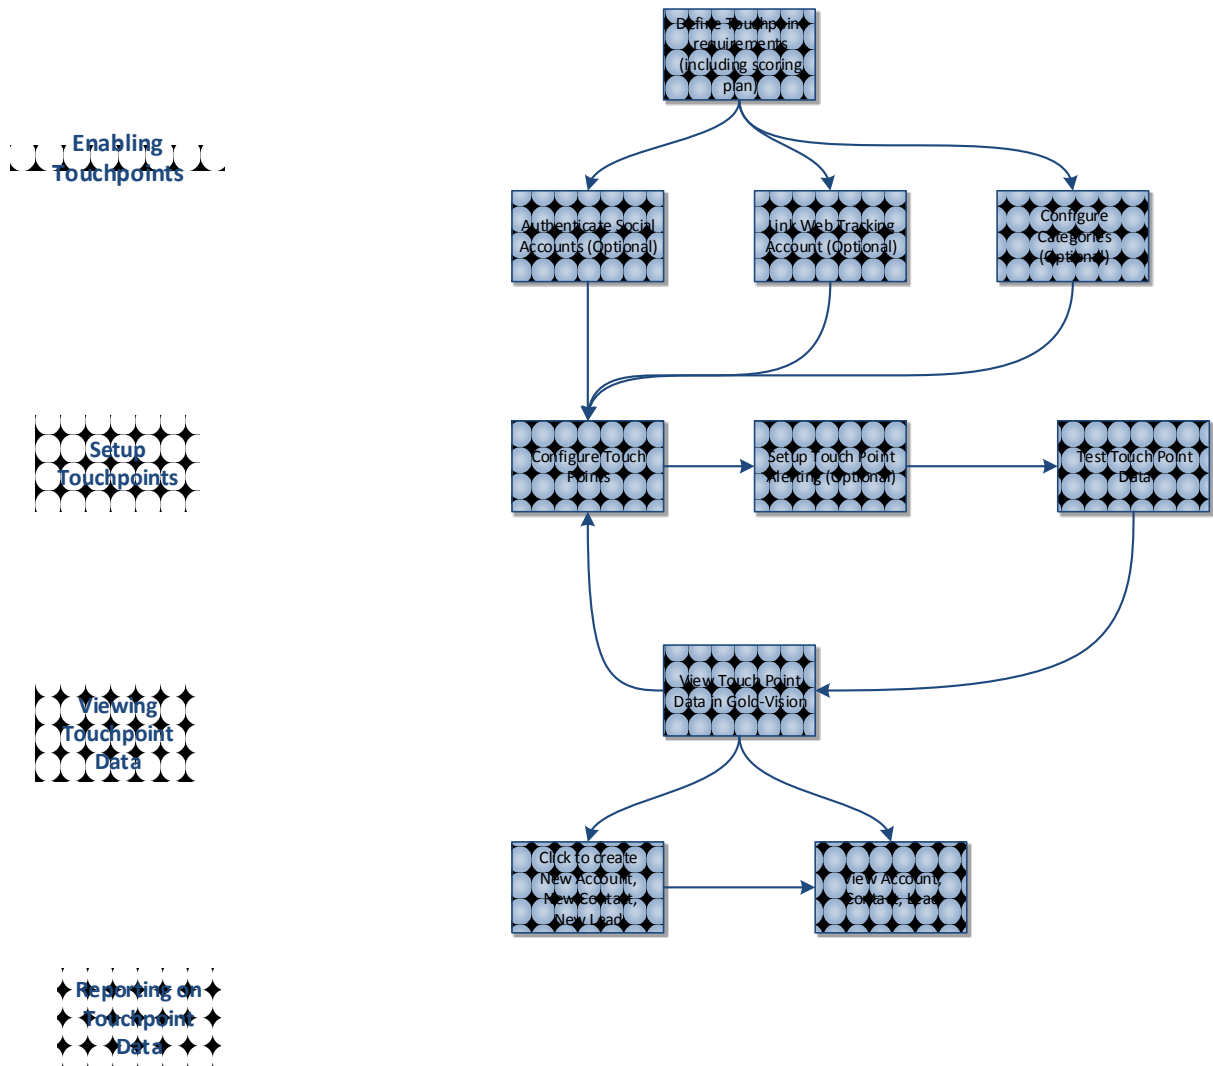 Define Touchpoint
requirements
(including scoring
plan)
Enabling
Touchpoints
Authenticate Social
Accounts (Optional)
Link Web Tracking
Account (Optional)
Configure
Categories
(Optional)
Setup
Touchpoints
Configure Touch
Points
Setup Touch Point
Alerting (Optional)
Test Touch Point
Data
Viewing
Touchpoint
Data
View Touch Point
Data in Gold-Vision
Click to create
New Account,
New Contact,
New Lead
View Account,
Contact, Lead
Reporting on
Touchpoint
Data